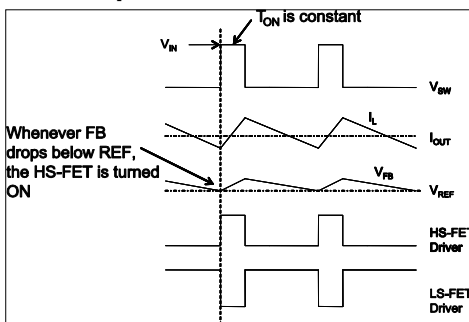 T_ON is constant
V_IN
V_SW
I_L
I_OUT
Whenever FB
drops below REF,
the HS-FET is turned
ON
V_FB
V_REF
HS-FET
Driver
LS-FET
Driver